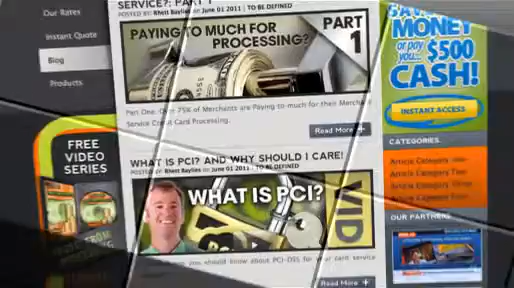 Our Rates
Instant Quote
Blog
Products
FREE
VIDEO
SERIES
SERVICE?: PART 1
POSTED BY: Rhett Baylies on June 01 2011 | TO BE DEFINED
PAYING TO MUCH FOR
PROCESSING?
PART
1
Part One: Over 75% of Merchants are Paying to much for their Merchant
Service Credit Card Processing.
Read More +
WHAT IS PCI? AND WHY SHOULD I CARE!
POSTED BY: Rhett Baylies on June 01 2011 | TO BE DEFINED
WHAT IS PCI?
VID
you should know about PCI-DSS for your card service
Read More +
SAVE
MONEY
or pay
you... $500
CASH!
INSTANT ACCESS
CATEGORIES
Article Category
Article Category Two
Article Category
Article Category
OUR PARTNERS